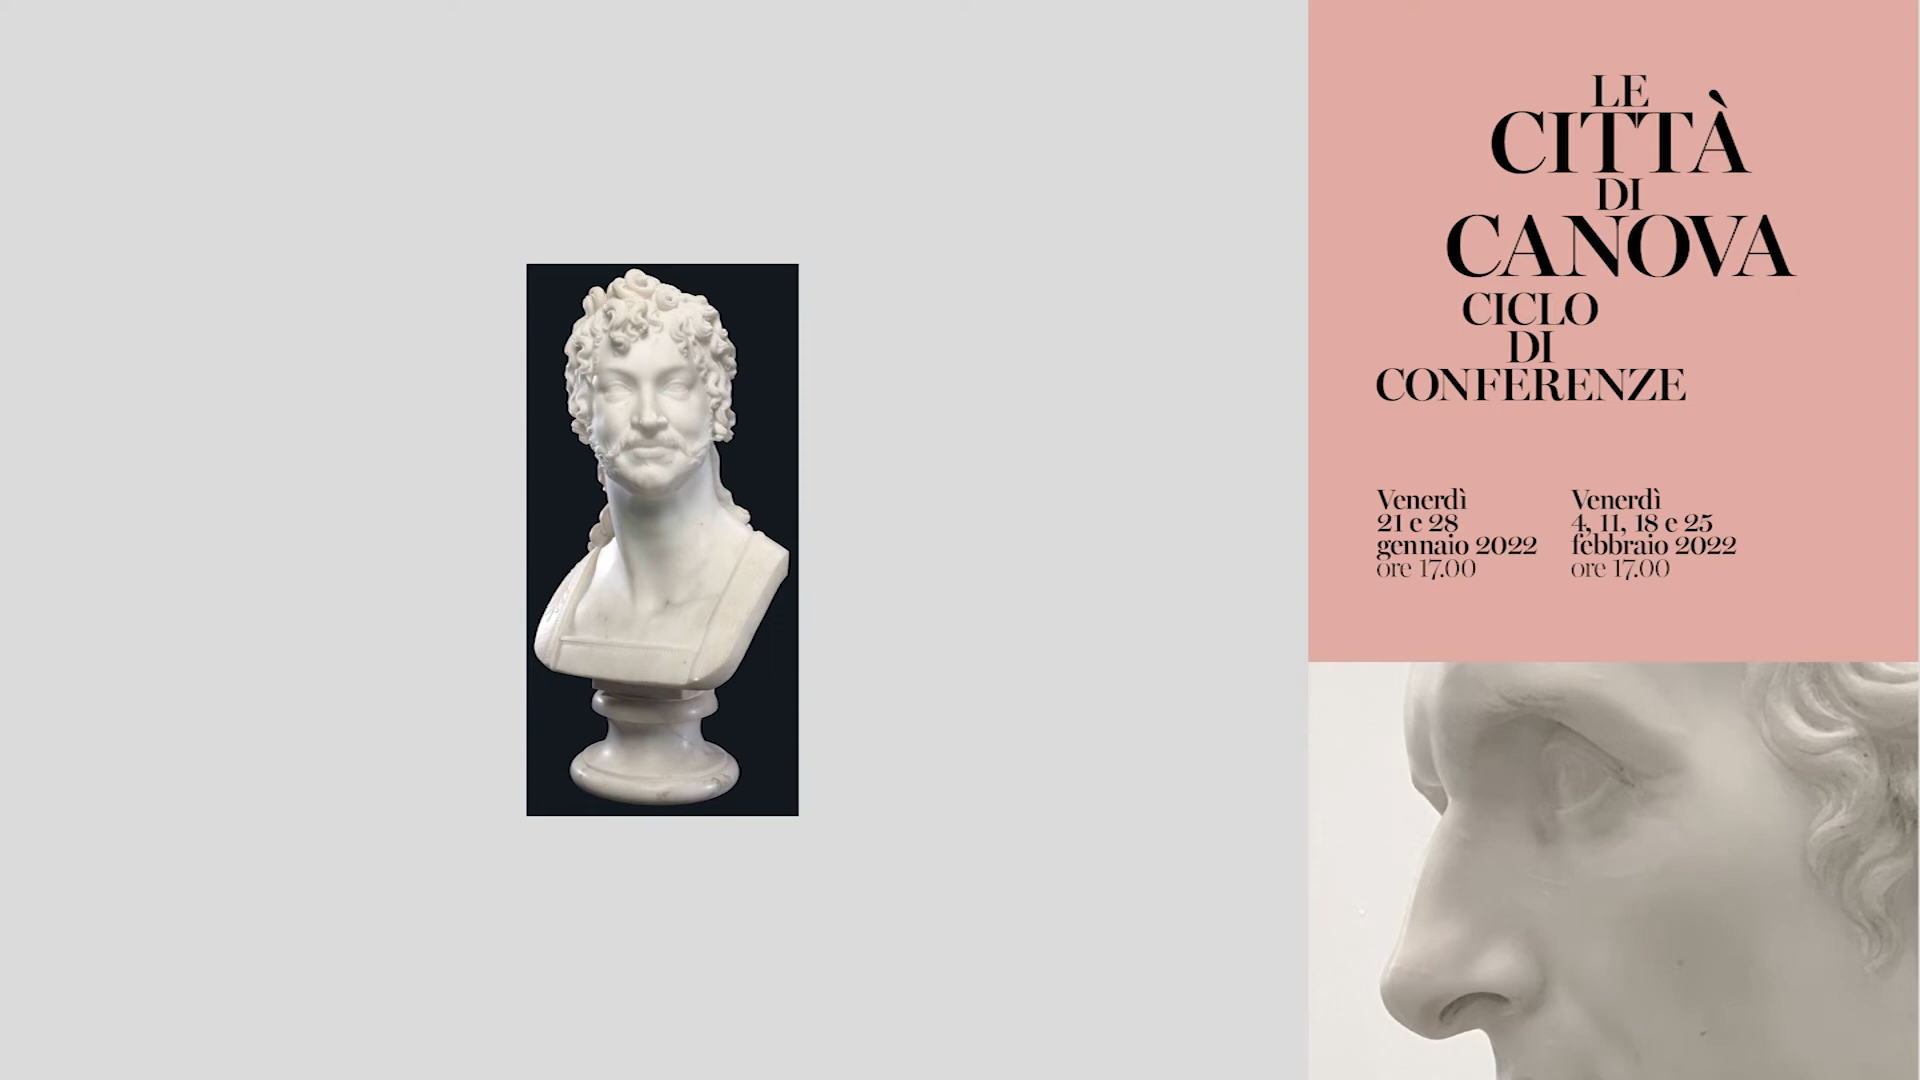 LE
CITTÀ
DI
CANOVA
CICLO
DI
CONFERENZE
Venerdì
21 e 28
gennaio 2022
ore 17.00
Venerdì
4, 11, 18 e 25
febbraio 2022
ore 17.00